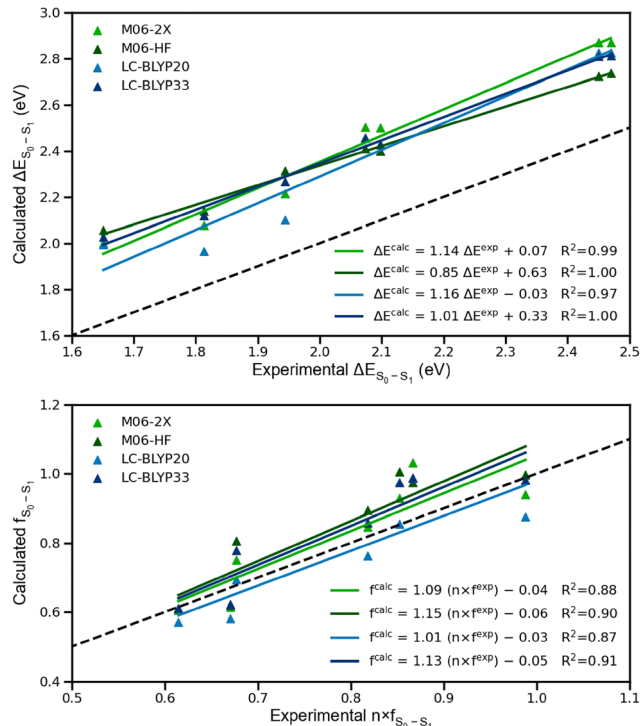 3.0
2.8
2.6
2.4
2.2
2.0
1.8
1.6
Calculated ΔE_{S₀−S₁} (eV)
M06-2X
M06-HF
LC-BLYP20
LC-BLYP33
ΔE^{calc} = 1.14 ΔE^{exp} + 0.07 R²=0.99
ΔE^{calc} = 0.85 ΔE^{exp} + 0.63 R²=1.00
ΔE^{calc} = 1.16 ΔE^{exp} − 0.03 R²=0.97
ΔE^{calc} = 1.01 ΔE^{exp} + 0.33 R²=1.00
1.6 1.7 1.8 1.9 2.0 2.1 2.2 2.3 2.4 2.5
Experimental ΔE_{S₀−S₁} (eV)
1.2
1.0
0.8
0.6
0.4
Calculated f_{S₀−S₁}
M06-2X
M06-HF
LC-BLYP20
LC-BLYP33
f^{calc} = 1.09 (n×f^{exp}) − 0.04 R²=0.88
f^{calc} = 1.15 (n×f^{exp}) − 0.06 R²=0.90
f^{calc} = 1.01 (n×f^{exp}) − 0.03 R²=0.87
f^{calc} = 1.13 (n×f^{exp}) − 0.05 R²=0.91
0.5 0.6 0.7 0.8 0.9 1.0 1.1
Experimental n×f_{S₀−S₁}